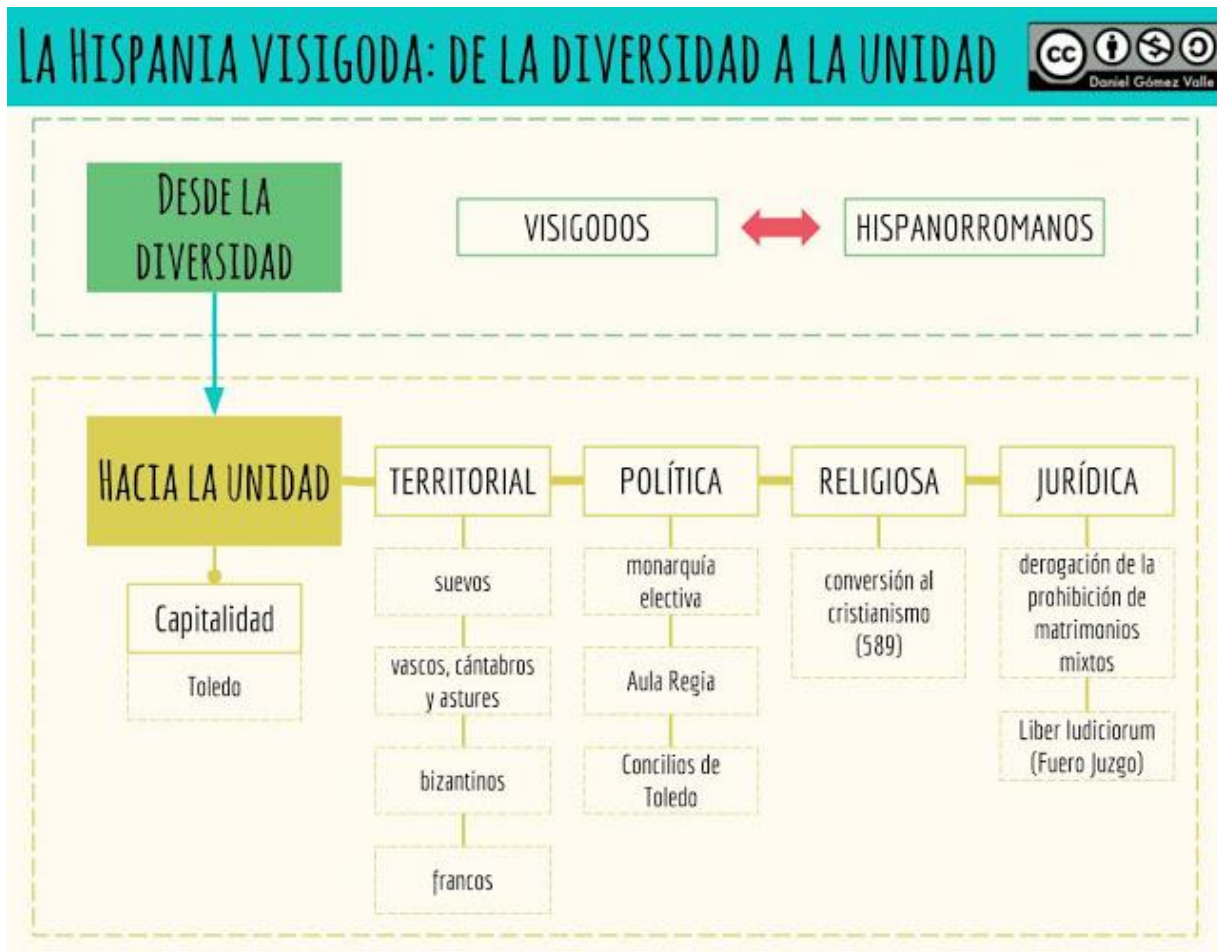 LA HISPANIA VISIGODA: DE LA DIVERSIDAD A LA UNIDAD
cc
Daniel Gómez Valle
DESDE LA
DIVERSIDAD
VISIGODOS
HISPANORROMANOS
HACIA LA UNIDAD
Capitalidad
Toledo
TERRITORIAL
suevos
vascos, cántabros
y astures
bizantinos
francos
POLÍTICA
monarquía
electiva
Aula Regia
Concilios de
Toledo
RELIGIOSA
conversión al
cristianismo
(589)
JURÍDICA
derogación de la
prohibición de
matrimonios
mixtos
Liber Iudiciorum
(Fuero Juzgo)